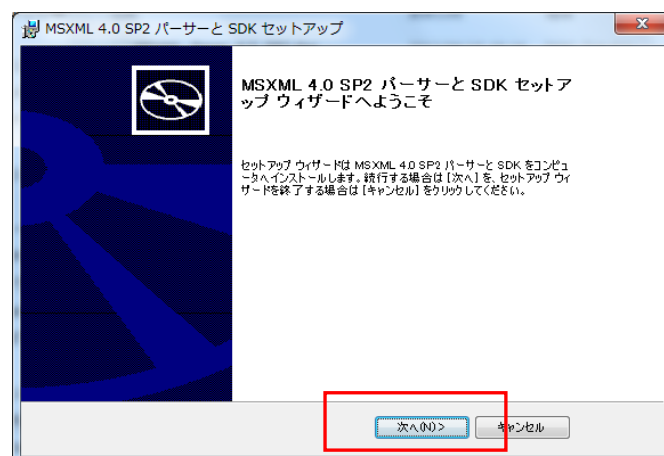 MSXML 4.0 SP2 パーサーと SDK セットアップ
MSXML 4.0 SP2 パーサーと SDK セットア
ップ ウィザードへようこそ
セットアップ ウィザードは MSXML 4.0 SP2 パーサーと SDK をコンピュ
ータへインストールします。続行する場合は [次へ] を、セットアップ ウィ
ザードを終了する場合は [キャンセル] をクリックしてください。
次へ(N) >
キャンセル